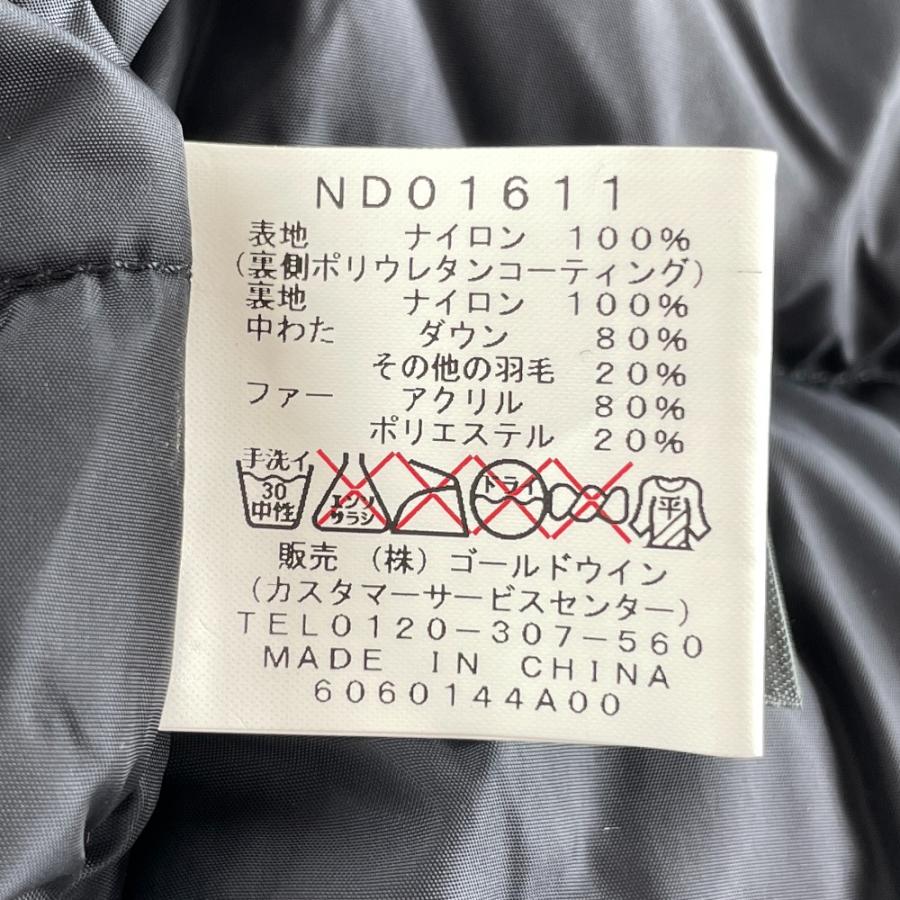 ND01611
表地 ナイロン 100%
(裏側ポリウレタンコーティング)
裏地 ナイロン 100%
中わた ダウン 80%
その他の羽毛 20%
ファー アクリル 80%
ポリエステル 20%
手洗イ 30 中性 エンソ サラシ ドライ 平
販売 (株)ゴールドウイン
(カスタマーサービスセンター)
TEL0120-307-560
MADE IN CHINA
6060144A00